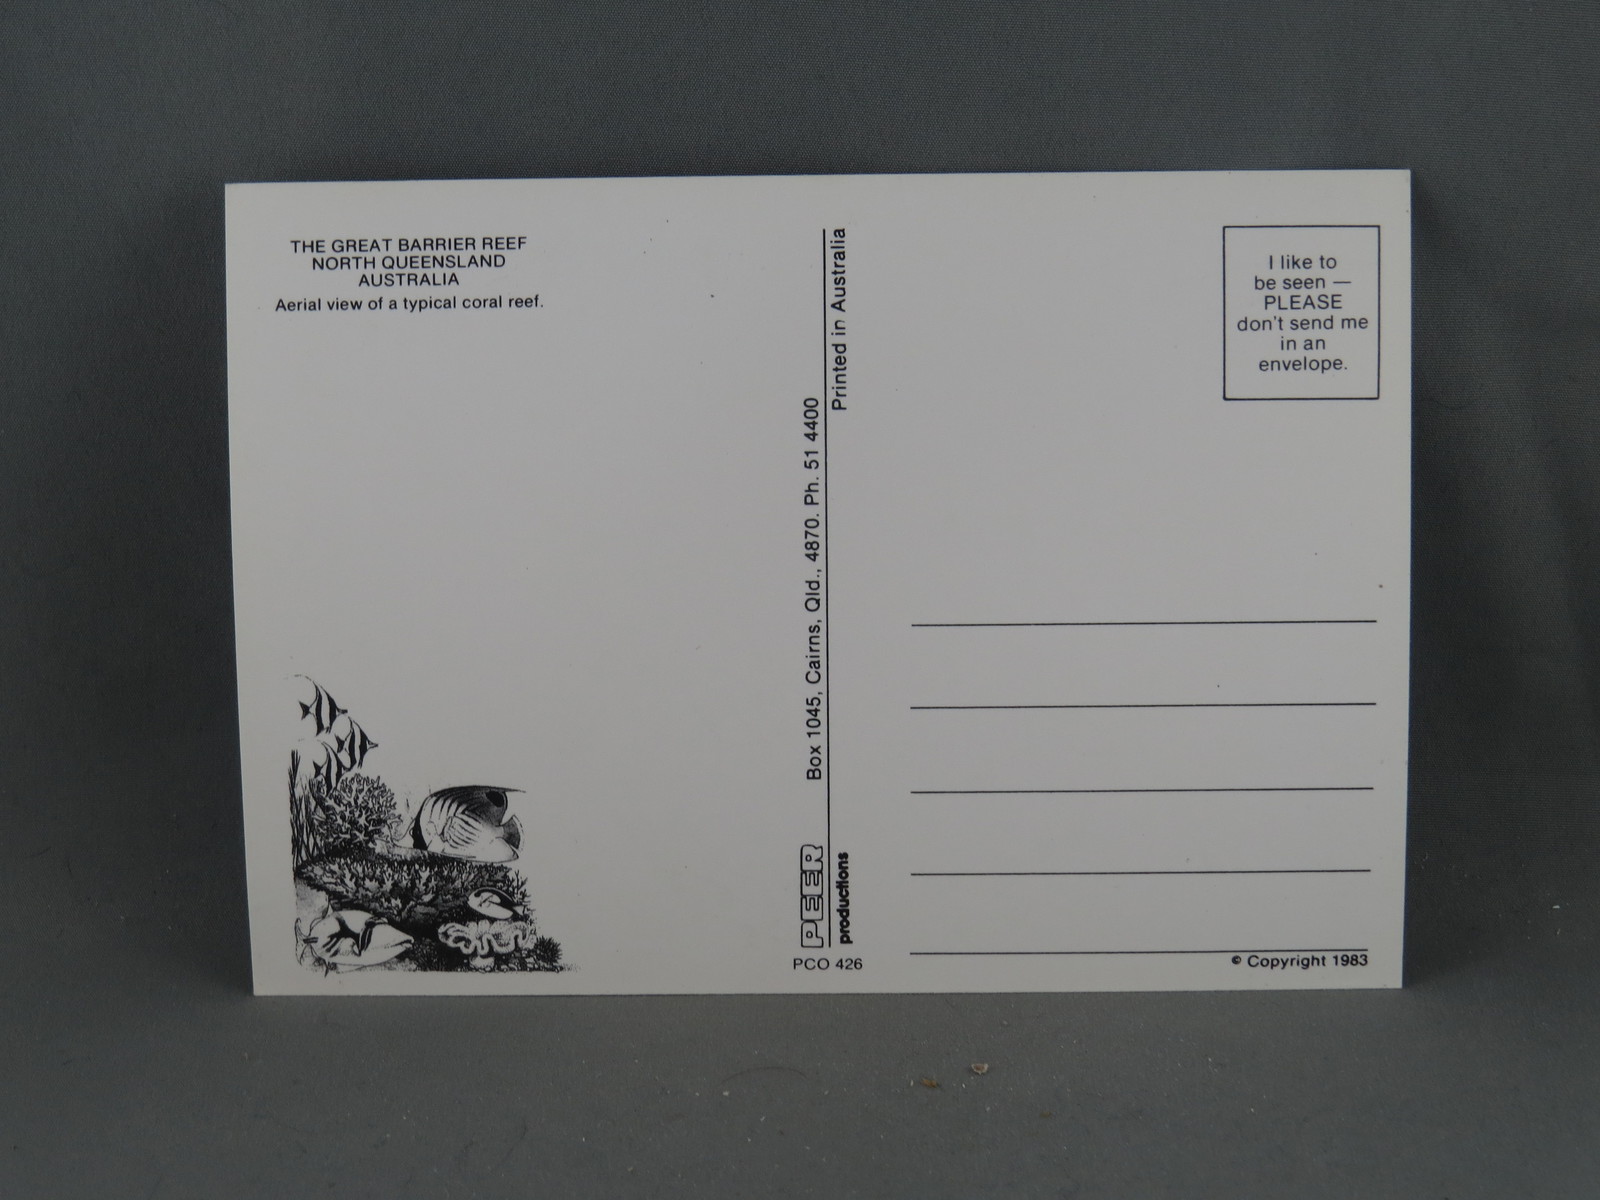 THE GREAT BARRIER REEF
NORTH QUEENSLAND
AUSTRALIA
Aerial view of a typical coral reef.
PEER
productions
Box 1045, Cairns, Qld., 4870. Ph. 51 4400
Printed in Australia
PCO 426
I like to
be seen —
PLEASE
don't send me
in an
envelope.
© Copyright 1983